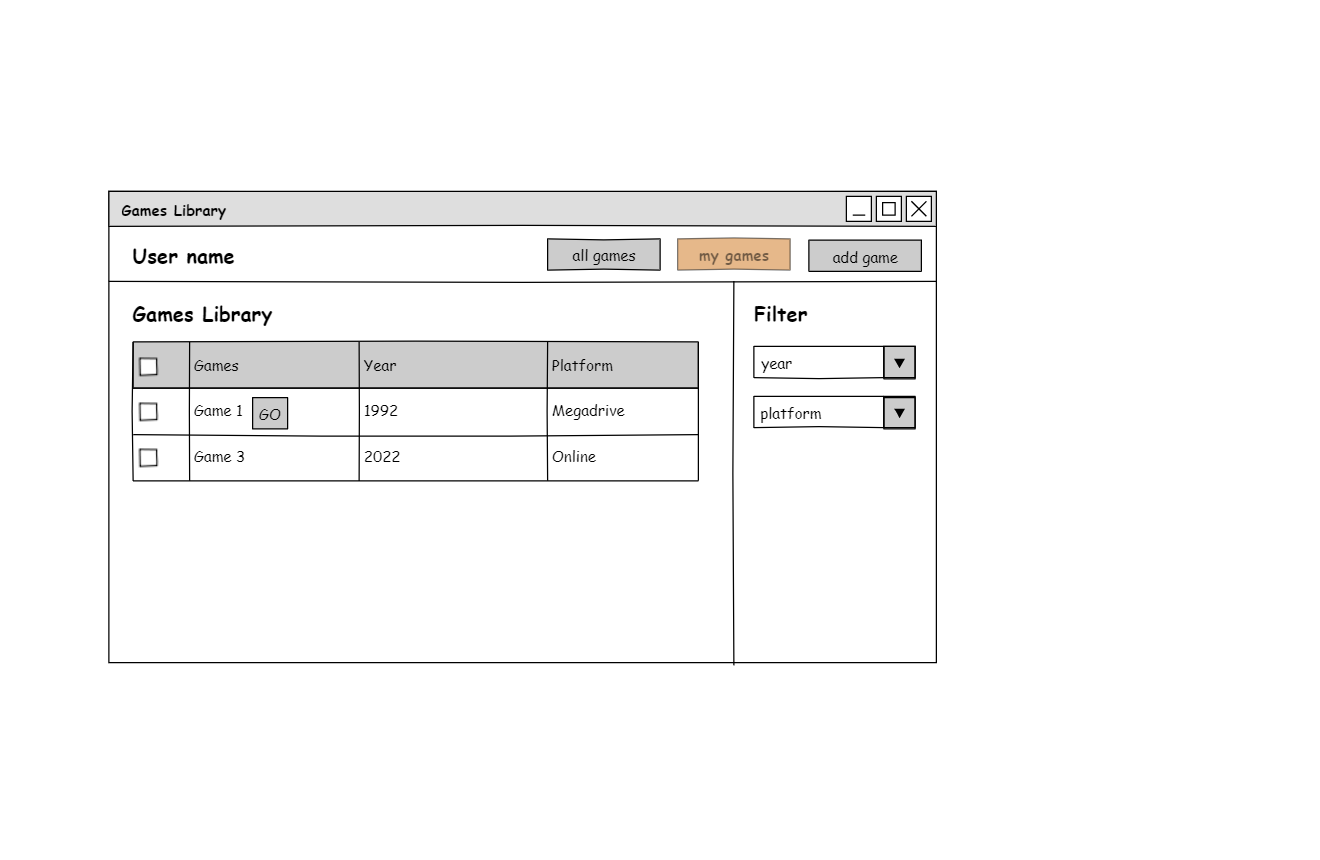 Games Library
User name
all games
my games
add game
Games Library
Filter
Games Year Platform
year
Game 1 GO 1992 Megadrive
platform
Game 3 2022 Online